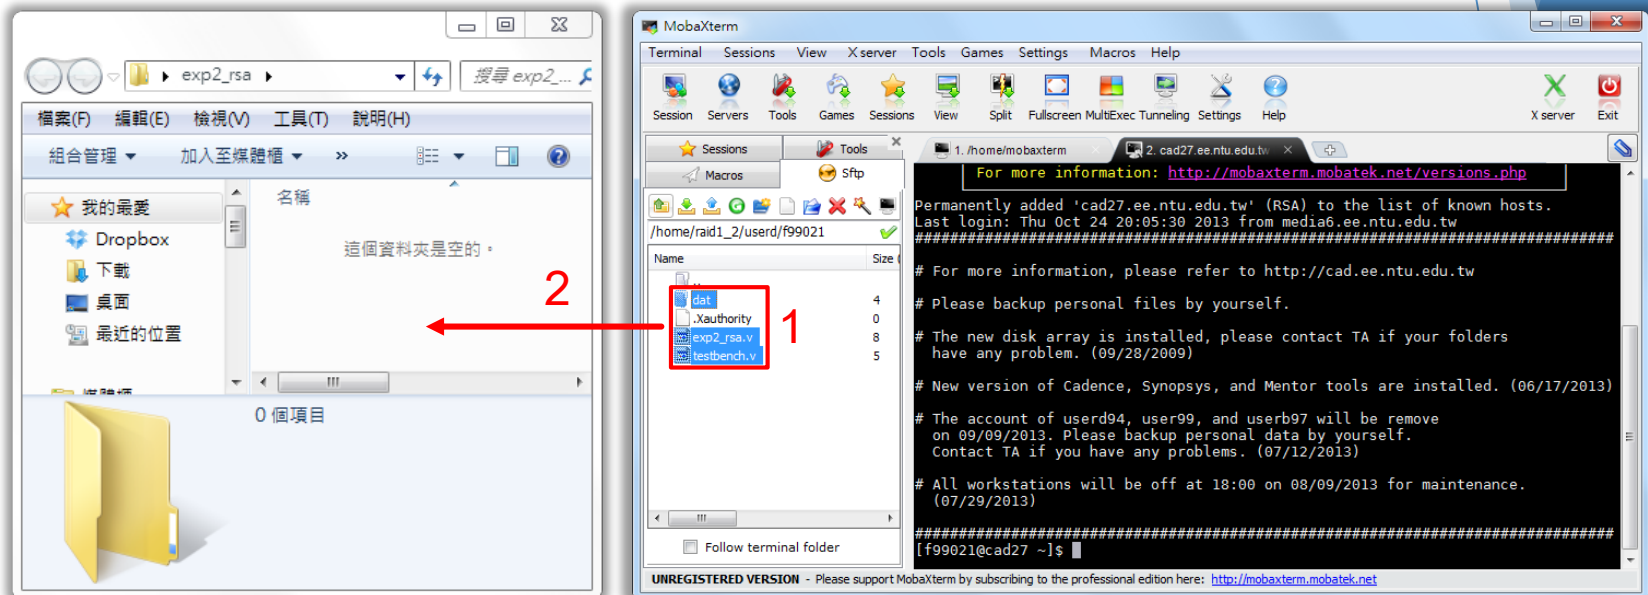 exp2_rsa
搜尋 exp2_...
檔案(F) 編輯(E) 檢視(V) 工具(T) 說明(H)
組合管理 加入至媒體櫃 »
我的最愛
Dropbox
下載
桌面
最近的位置
名稱
這個資料夾是空的。
0 個項目
2
MobaXterm
Terminal Sessions View X server Tools Games Settings Macros Help
Session Servers Tools Games Sessions View Split Fullscreen MultiExec Tunneling Settings Help X server Exit
Sessions Tools
Macros Sftp
/home/raid1_2/userd/f99021
Name Size (
..
dat 4
.Xauthority 0
exp2_rsa.v 8
testbench.v 5
1
Follow terminal folder
1. /home/mobaxterm
2. cad27.ee.ntu.edu.tw
For more information: http://mobaxterm.mobatek.net/versions.php
Permanently added 'cad27.ee.ntu.edu.tw' (RSA) to the list of known hosts.
Last login: Thu Oct 24 20:05:30 2013 from media6.ee.ntu.edu.tw
################################################################################
# For more information, please refer to http://cad.ee.ntu.edu.tw
# Please backup personal files by yourself.
# The new disk array is installed, please contact TA if your folders
have any problem. (09/28/2009)
# New version of Cadence, Synopsys, and Mentor tools are installed. (06/17/2013)
# The account of userd94, user99, and userb97 will be remove
on 09/09/2013. Please backup personal data by yourself.
Contact TA if you have any problems. (07/12/2013)
# All workstations will be off at 18:00 on 08/09/2013 for maintenance.
(07/29/2013)
################################################################################
[f99021@cad27 ~]$
UNREGISTERED VERSION - Please support MobaXterm by subscribing to the professional edition here: http://mobaxterm.mobatek.net